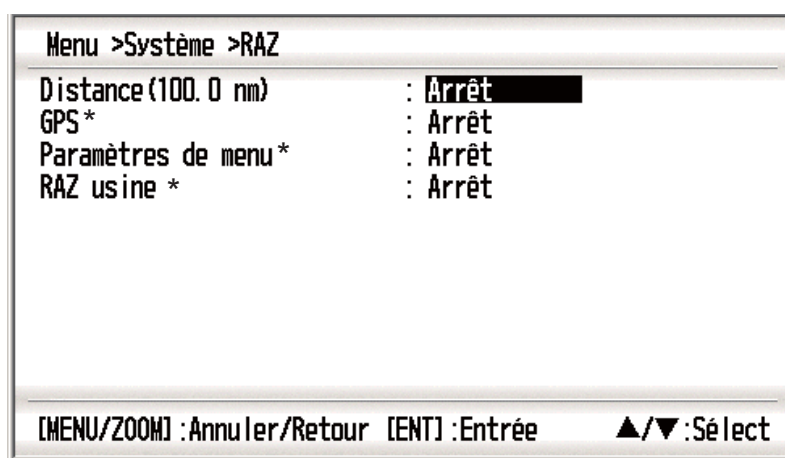 Menu >Système >RAZ
Distance(100.0 nm) : Arrêt
GPS* : Arrêt
Paramètres de menu* : Arrêt
RAZ usine * : Arrêt
[MENU/ZOOM]:Annuler/Retour [ENT]:Entrée ▲/▼:Sélect